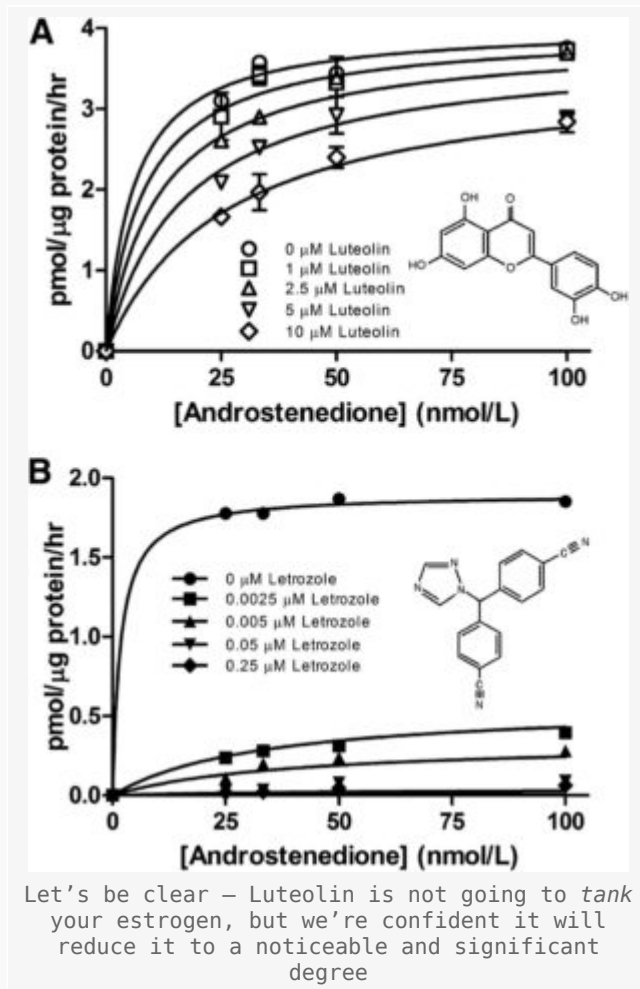 A
4
3
2
1
0
pmol/μg protein/hr
0 μM Luteolin
1 μM Luteolin
2.5 μM Luteolin
5 μM Luteolin
10 μM Luteolin
OH
O
HO
O
OH
OH
0
25
50
75
100
[Androstenedione] (nmol/L)
B
2.0
1.5
1.0
0.5
0.0
pmol/μg protein/hr
0 μM Letrozole
0.0025 μM Letrozole
0.005 μM Letrozole
0.05 μM Letrozole
0.25 μM Letrozole
N
N
N
C≡N
C≡N
0
25
50
75
100
[Androstenedione] (nmol/L)
Let’s be clear – Luteolin is not going to tank
your estrogen, but we’re confident it will
reduce it to a noticeable and significant
degree